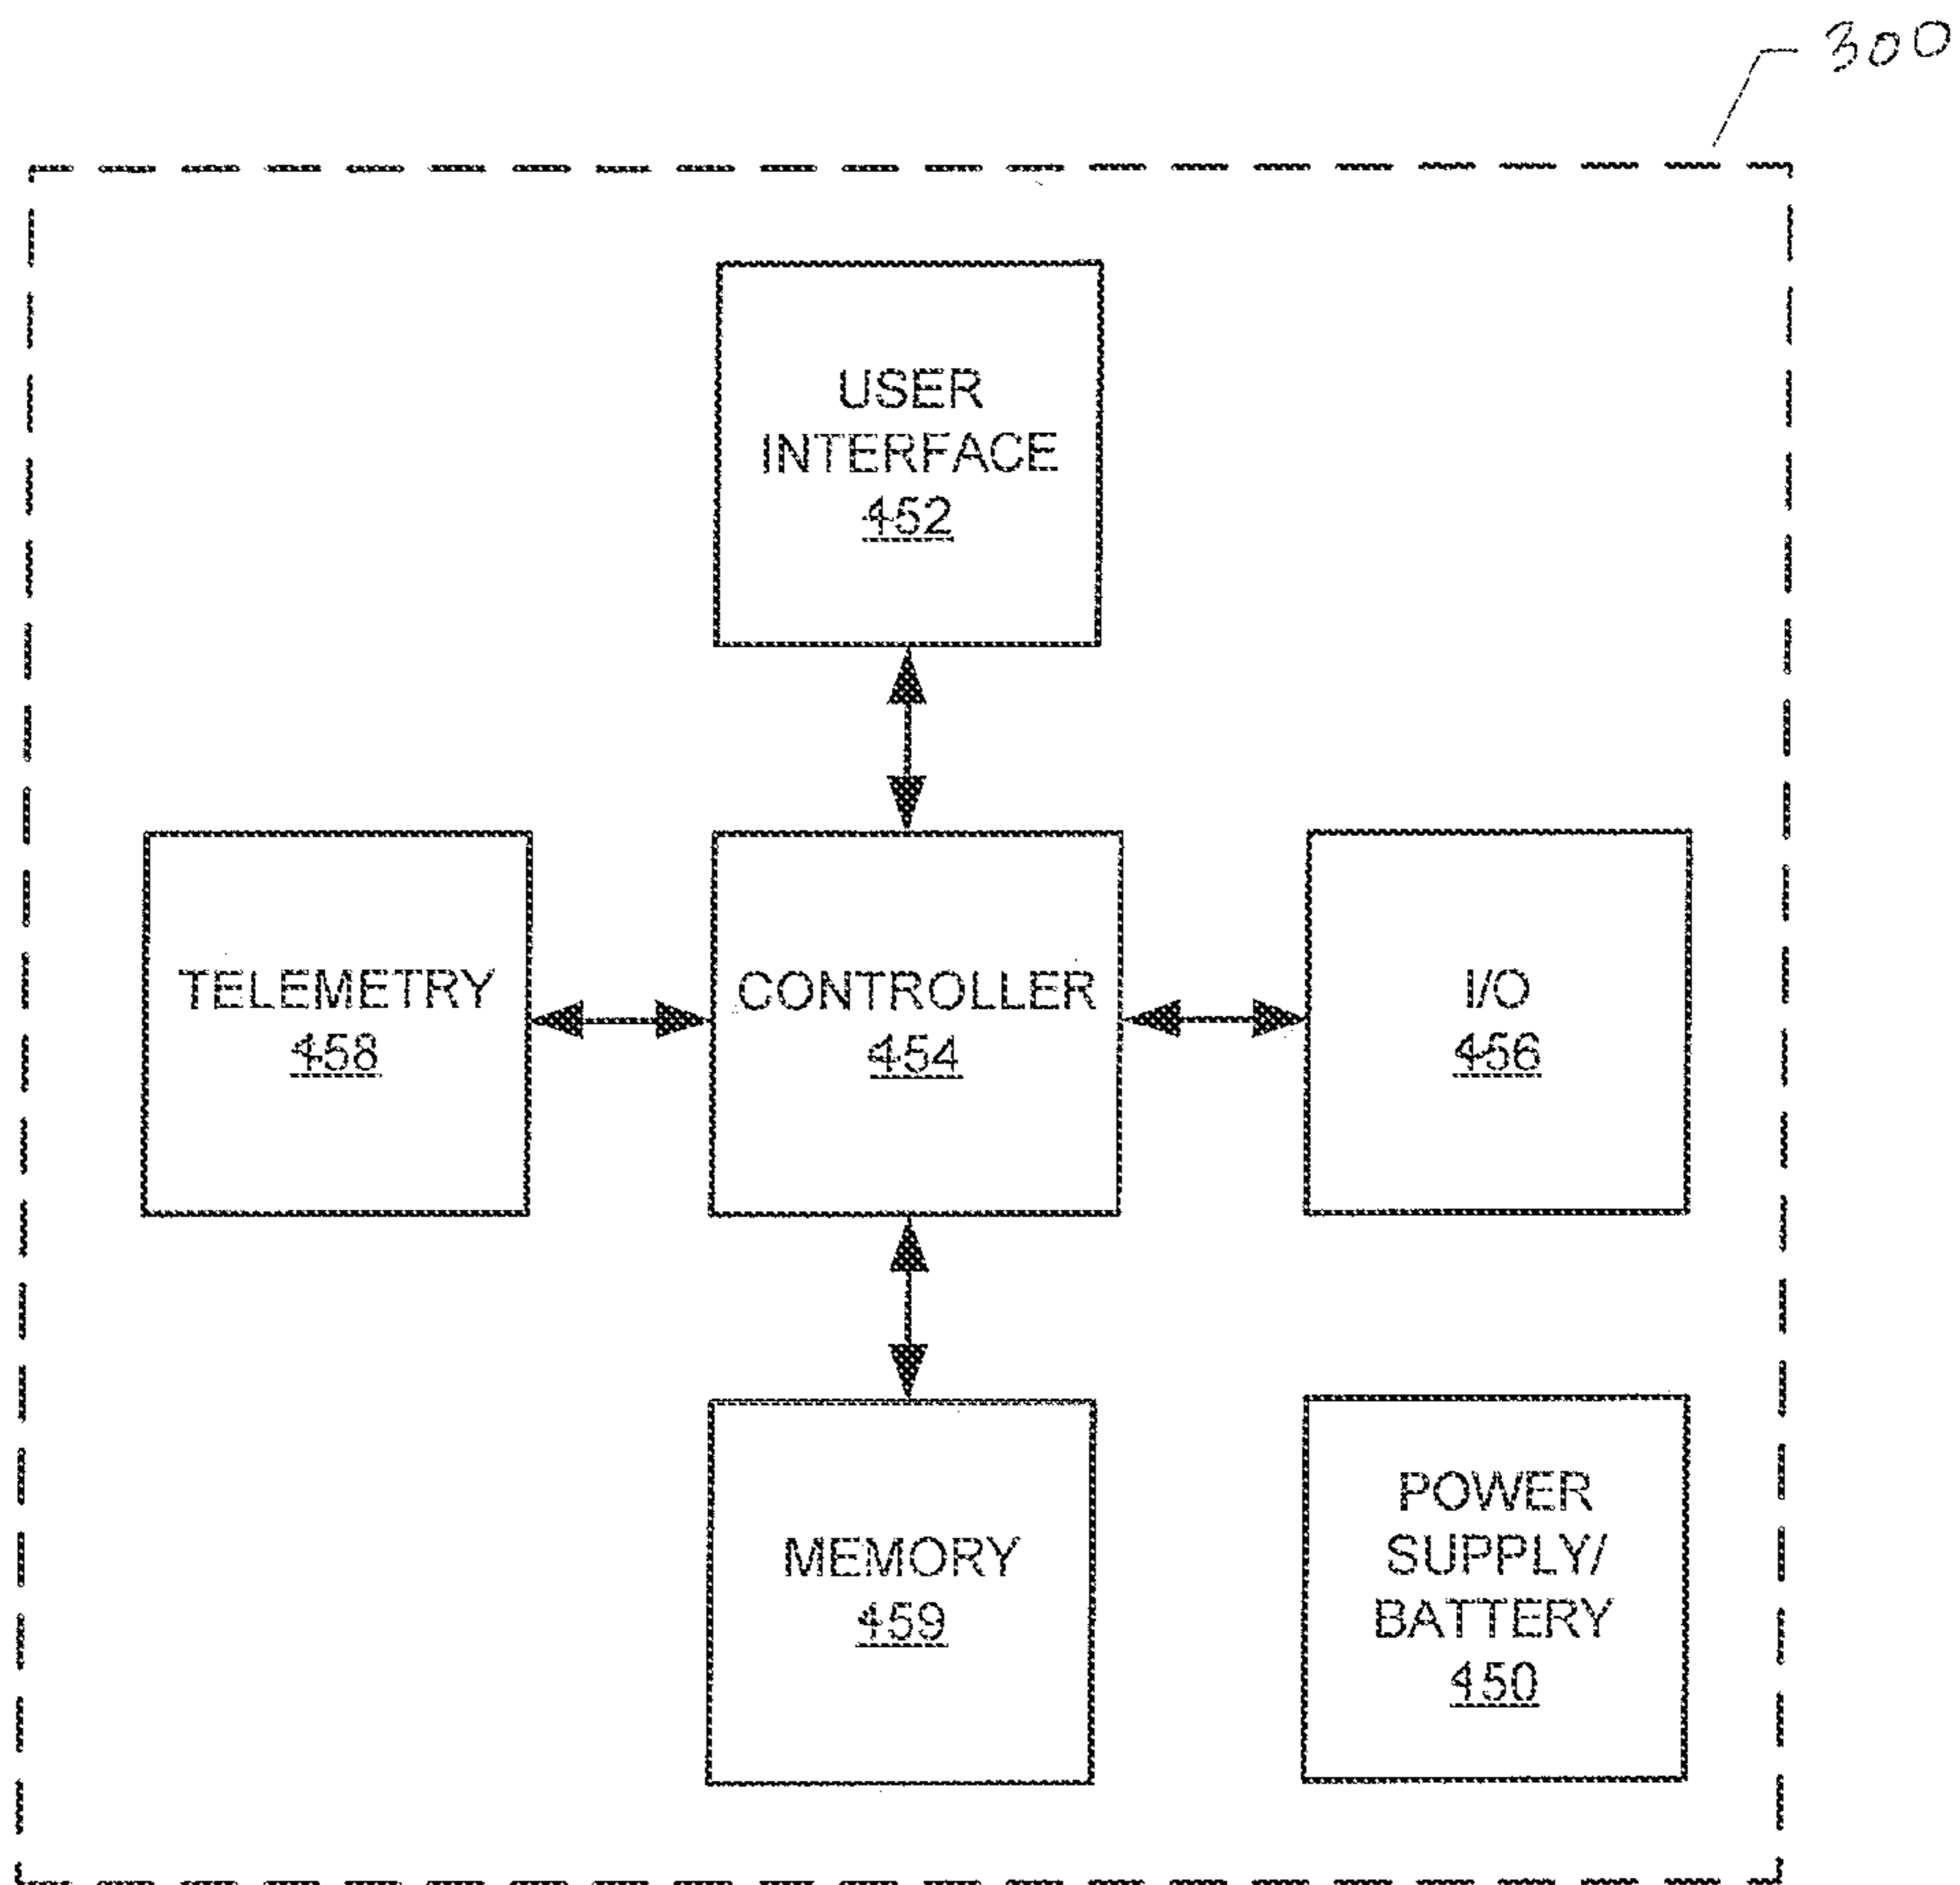 300
USER
INTERFACE
452
TELEMETRY
458
CONTROLLER
454
I/O
456
MEMORY
459
POWER
SUPPLY/
BATTERY
450